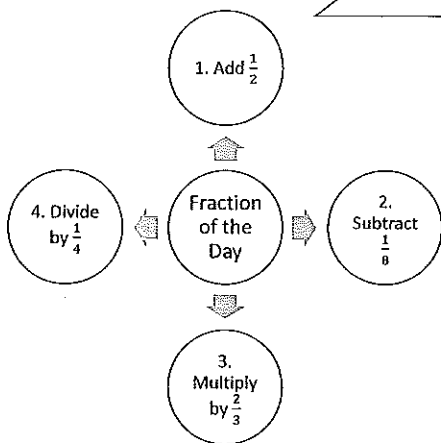 1. Add 1/2
4. Divide
by 1/4
Fraction
of the
Day
2.
Subtract
1/8
3.
Multiply
by 2/3